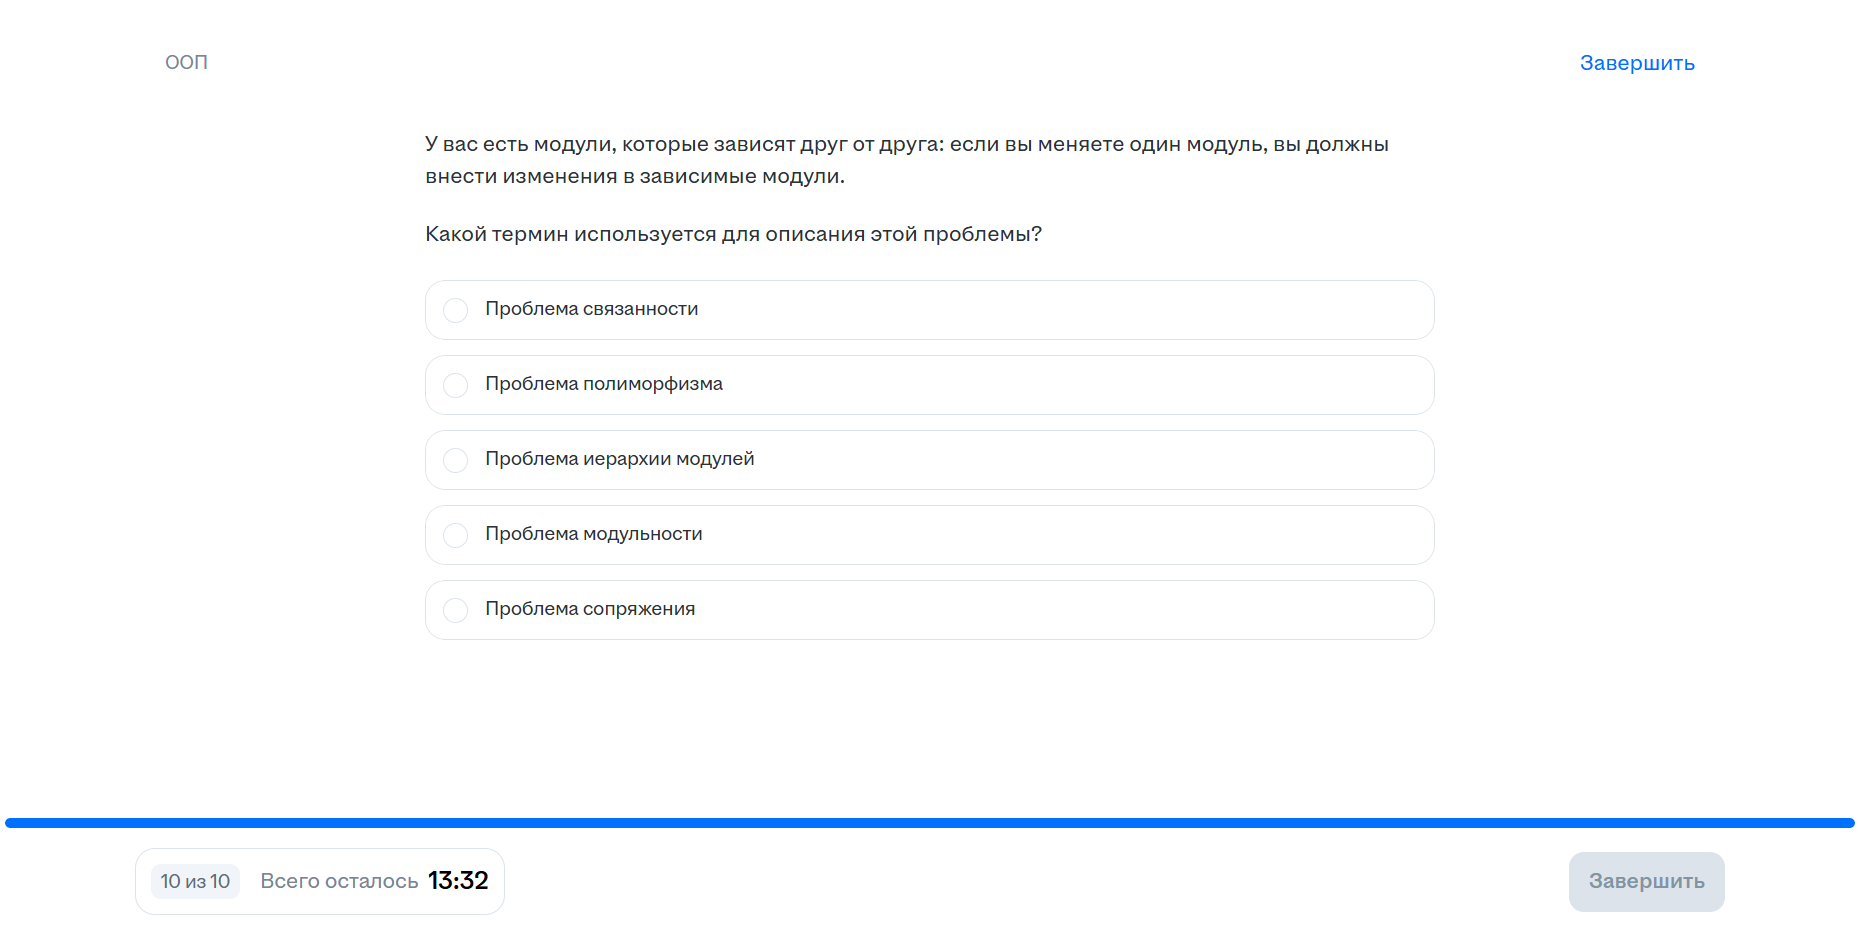 ООП
Завершить
У вас есть модули, которые зависят друг от друга: если вы меняете один модуль, вы должны
внести изменения в зависимые модули.
Какой термин используется для описания этой проблемы?
Проблема связанности
Проблема полиморфизма
Проблема иерархии модулей
Проблема модульности
Проблема сопряжения
10 из 10 Всего осталось 13:32
Завершить